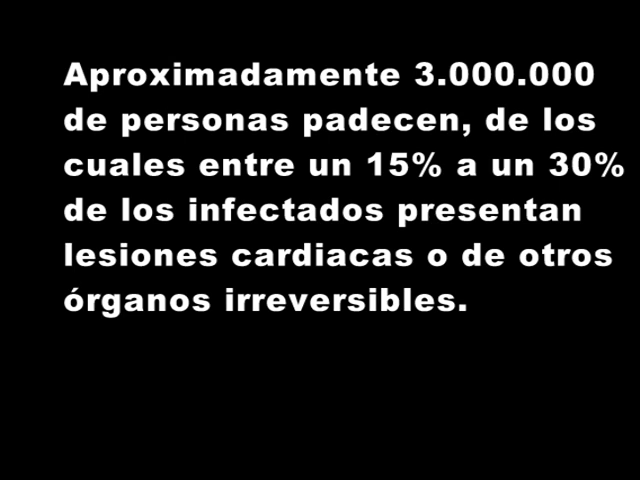 Aproximadamente 3.000.000
de personas padecen, de los
cuales entre un 15% a un 30%
de los infectados presentan
lesiones cardiacas o de otros
órganos irreversibles.